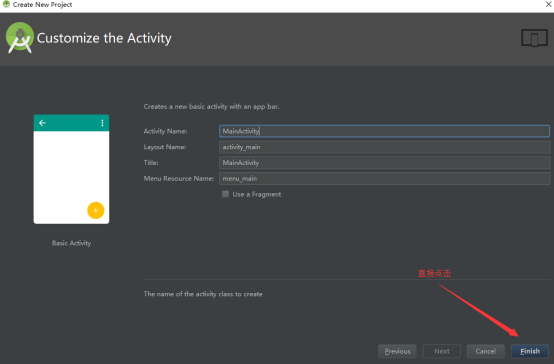 Create New Project
Customize the Activity
Creates a new basic activity with an app bar.
Activity Name: MainActivity
Layout Name: activity_main
Title: MainActivity
Menu Resource Name: menu_main
Use a Fragment
Basic Activity
直接点击
The name of the activity class to create
Previous Next Cancel Finish